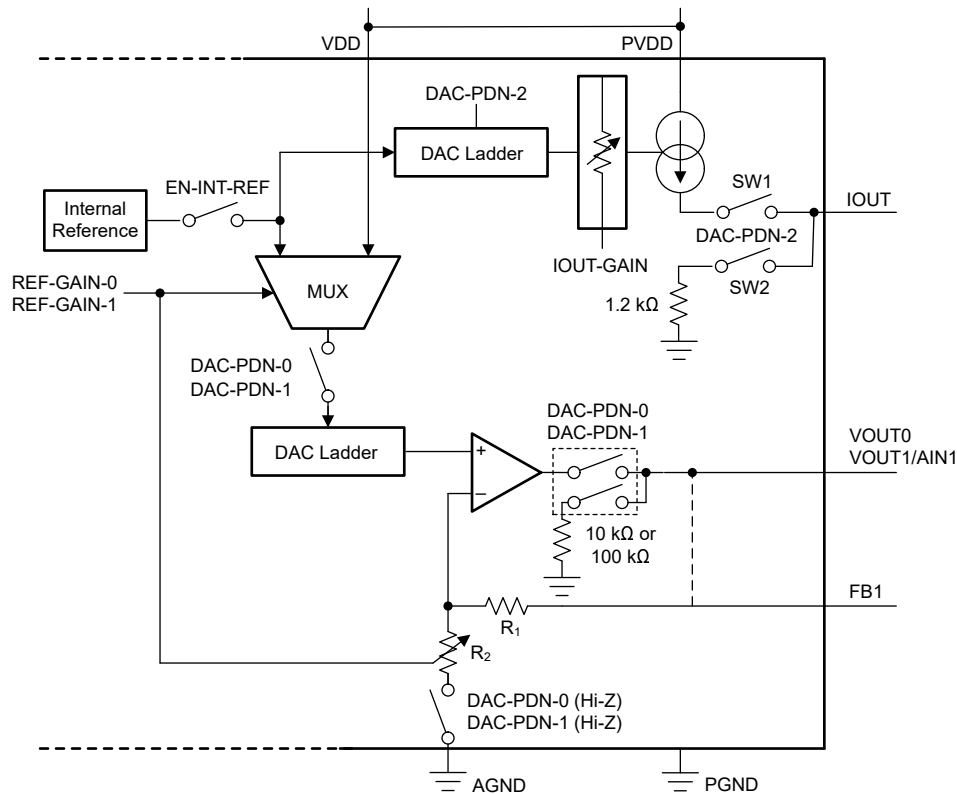 VDD
PVDD
DAC-PDN-2
DAC Ladder
EN-INT-REF
Internal
Reference
SW1
IOUT
DAC-PDN-2
SW2
IOUT-GAIN
1.2 kΩ
REF-GAIN-0
REF-GAIN-1
MUX
DAC-PDN-0
DAC-PDN-1
DAC Ladder
+
–
DAC-PDN-0
DAC-PDN-1
VOUT0
VOUT1/AIN1
10 kΩ or
100 kΩ
FB1
R₁
R₂
DAC-PDN-0 (Hi-Z)
DAC-PDN-1 (Hi-Z)
AGND
PGND